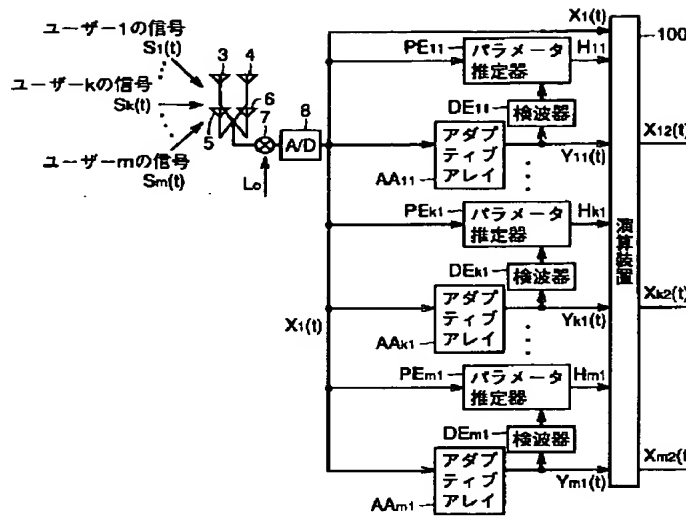 ユーザー1の信号
S1(t)
ユーザーkの信号
Sk(t)
ユーザーmの信号
Sm(t)
3
4
5
6
7
8
A/D
Lo
X1(t)
X1(t)
100
PE11
パラメータ
推定器
H11
DE11
検波器
アダプ
ティブ
アレイ
AA11
Y11(t)
X12(t)
PEk1
パラメータ
推定器
Hk1
DEk1
検波器
アダプ
ティブ
アレイ
AAk1
Yk1(t)
Xk2(t)
演算装置
PEm1
パラメータ
推定器
Hm1
DEm1
検波器
アダプ
ティブ
アレイ
AAm1
Ym1(t)
Xm2(t)